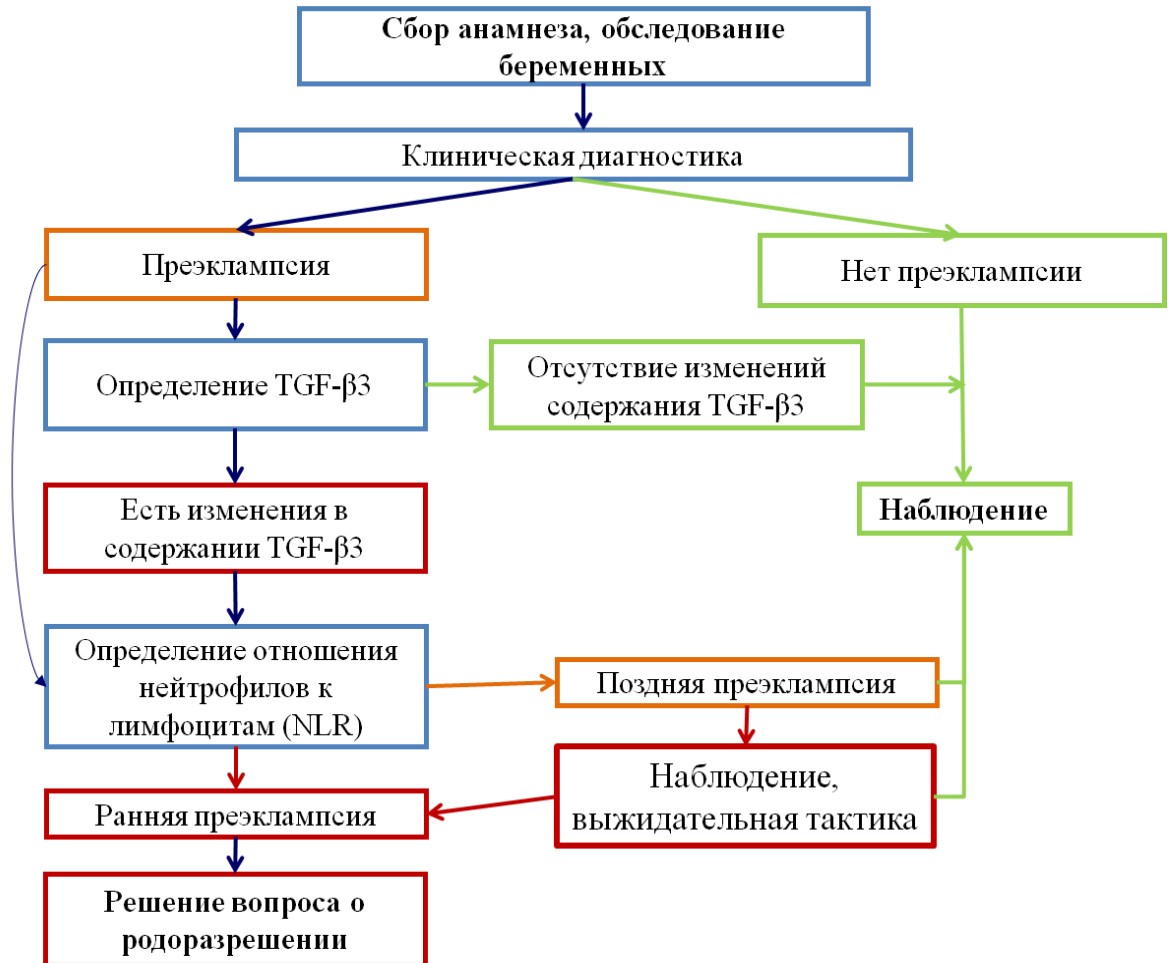 Сбор анамнеза, обследование
беременных
Клиническая диагностика
Преэклампсия
Нет преэклампсии
Определение TGF-β3
Отсутствие изменений
содержания TGF-β3
Есть изменения в
содержании TGF-β3
Наблюдение
Определение отношения
нейтрофилов к
лимфоцитам (NLR)
Поздняя преэклампсия
Наблюдение,
выжидательная тактика
Ранняя преэклампсия
Решение вопроса о
родоразрешении